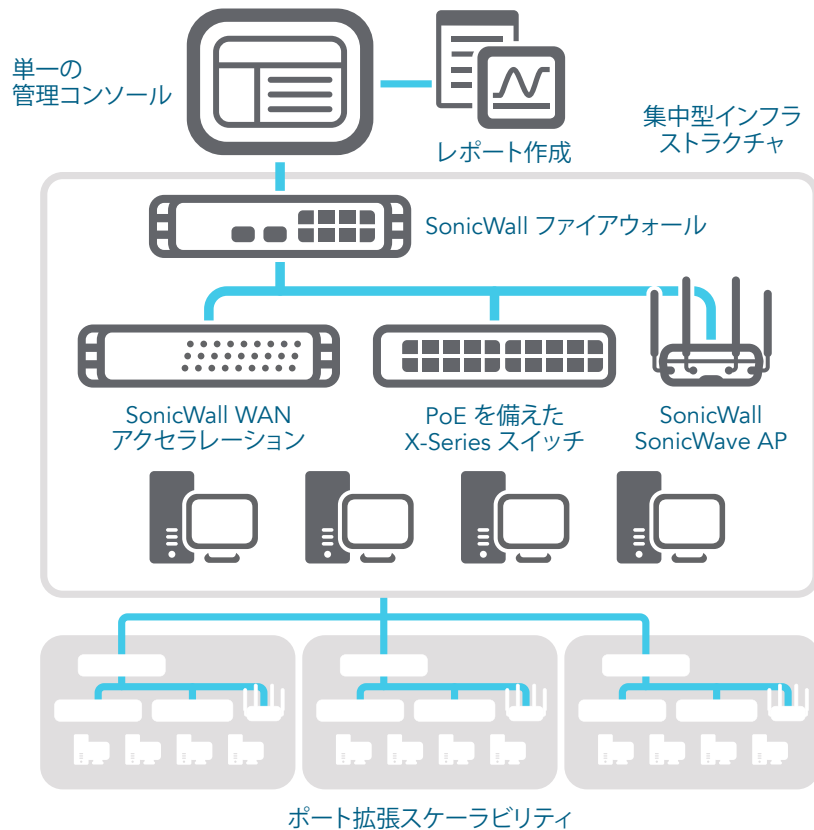 単一の
管理コンソール
レポート作成
集中型インフラ
ストラクチャ
SonicWall ファイアウォール
SonicWall WAN
アクセラレーション
PoE を備えた
X-Series スイッチ
SonicWall
SonicWave AP
ポート拡張スケーラビリティ